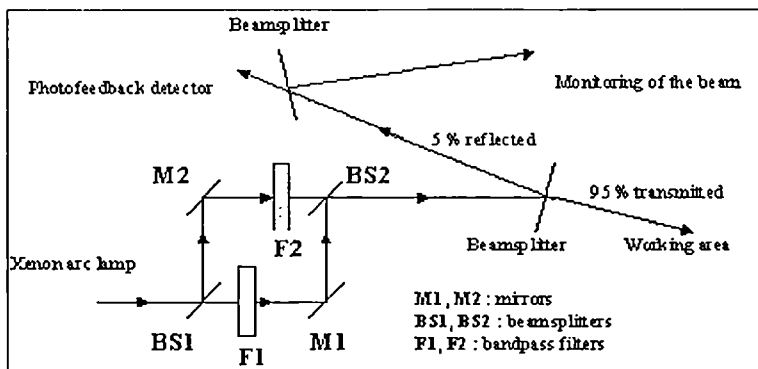 Beamsplitter
Photofeedback detector
Monitoring of the beam
5 % reflected
M2
BS2
95 % transmitted
F2
Beamsplitter
Working area
Xenon arc lamp
M1, M2 : mirrors
BS1, BS2 : beamsplitters
F1, F2 : bandpass filters
BS1
F1
M1